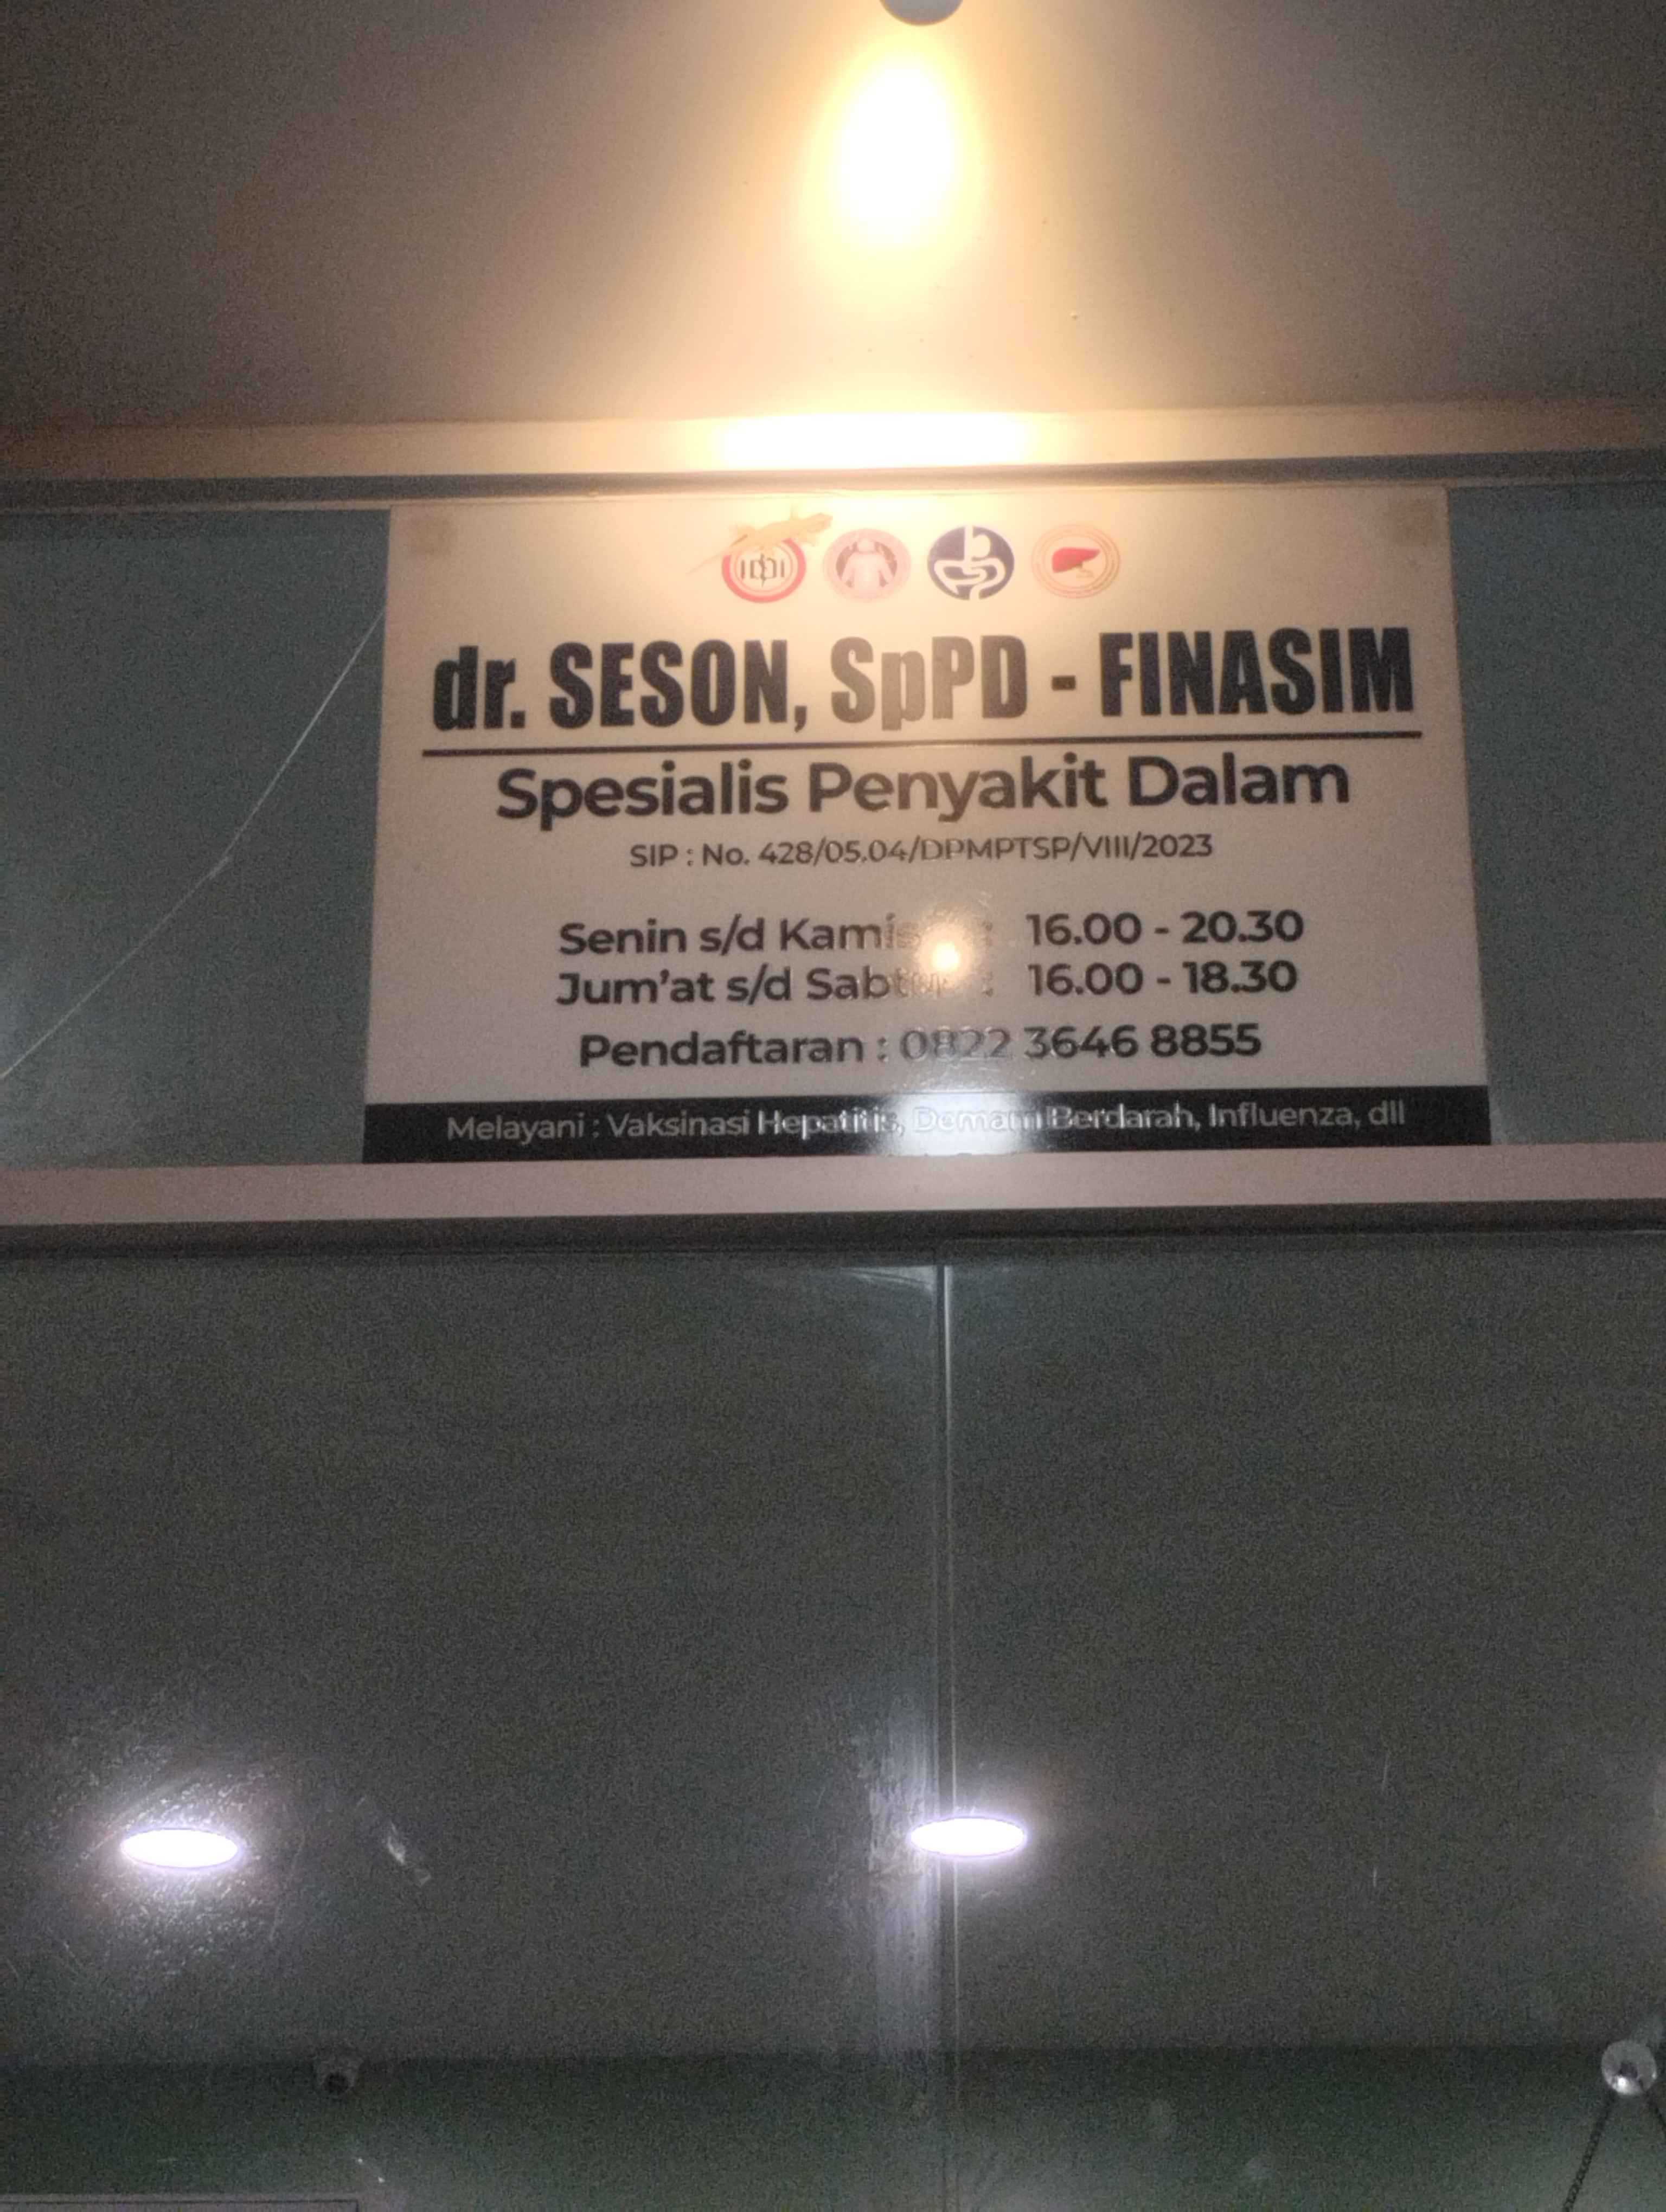 IDI
dr. SESON, SpPD - FINASIM
Spesialis Penyakit Dalam
SIP : No. 428/05.04/DPMPTSP/VIII/2023
Senin s/d Kamis : 16.00 - 20.30
Jum'at s/d Sabtu : 16.00 - 18.30
Pendaftaran : 0822 3646 8855
Melayani : Vaksinasi Hepatitis, Demam Berdarah, Influenza, dll